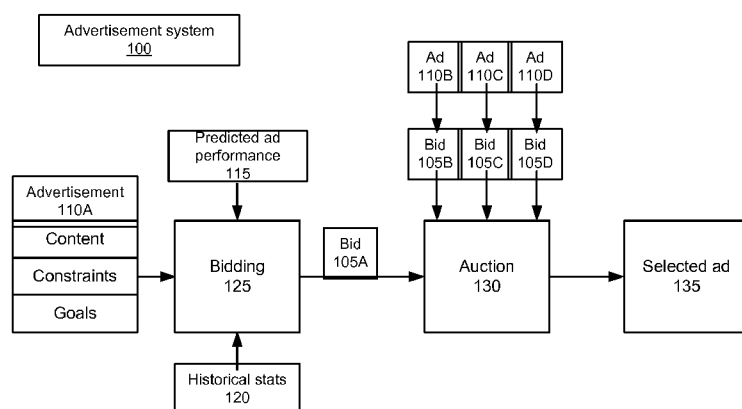 Advertisement system
100
Ad
110B
Ad
110C
Ad
110D
Predicted ad
performance
115
Bid
105B
Bid
105C
Bid
105D
Advertisement
110A
Content
Constraints
Goals
Bidding
125
Bid
105A
Auction
130
Selected ad
135
Historical stats
120